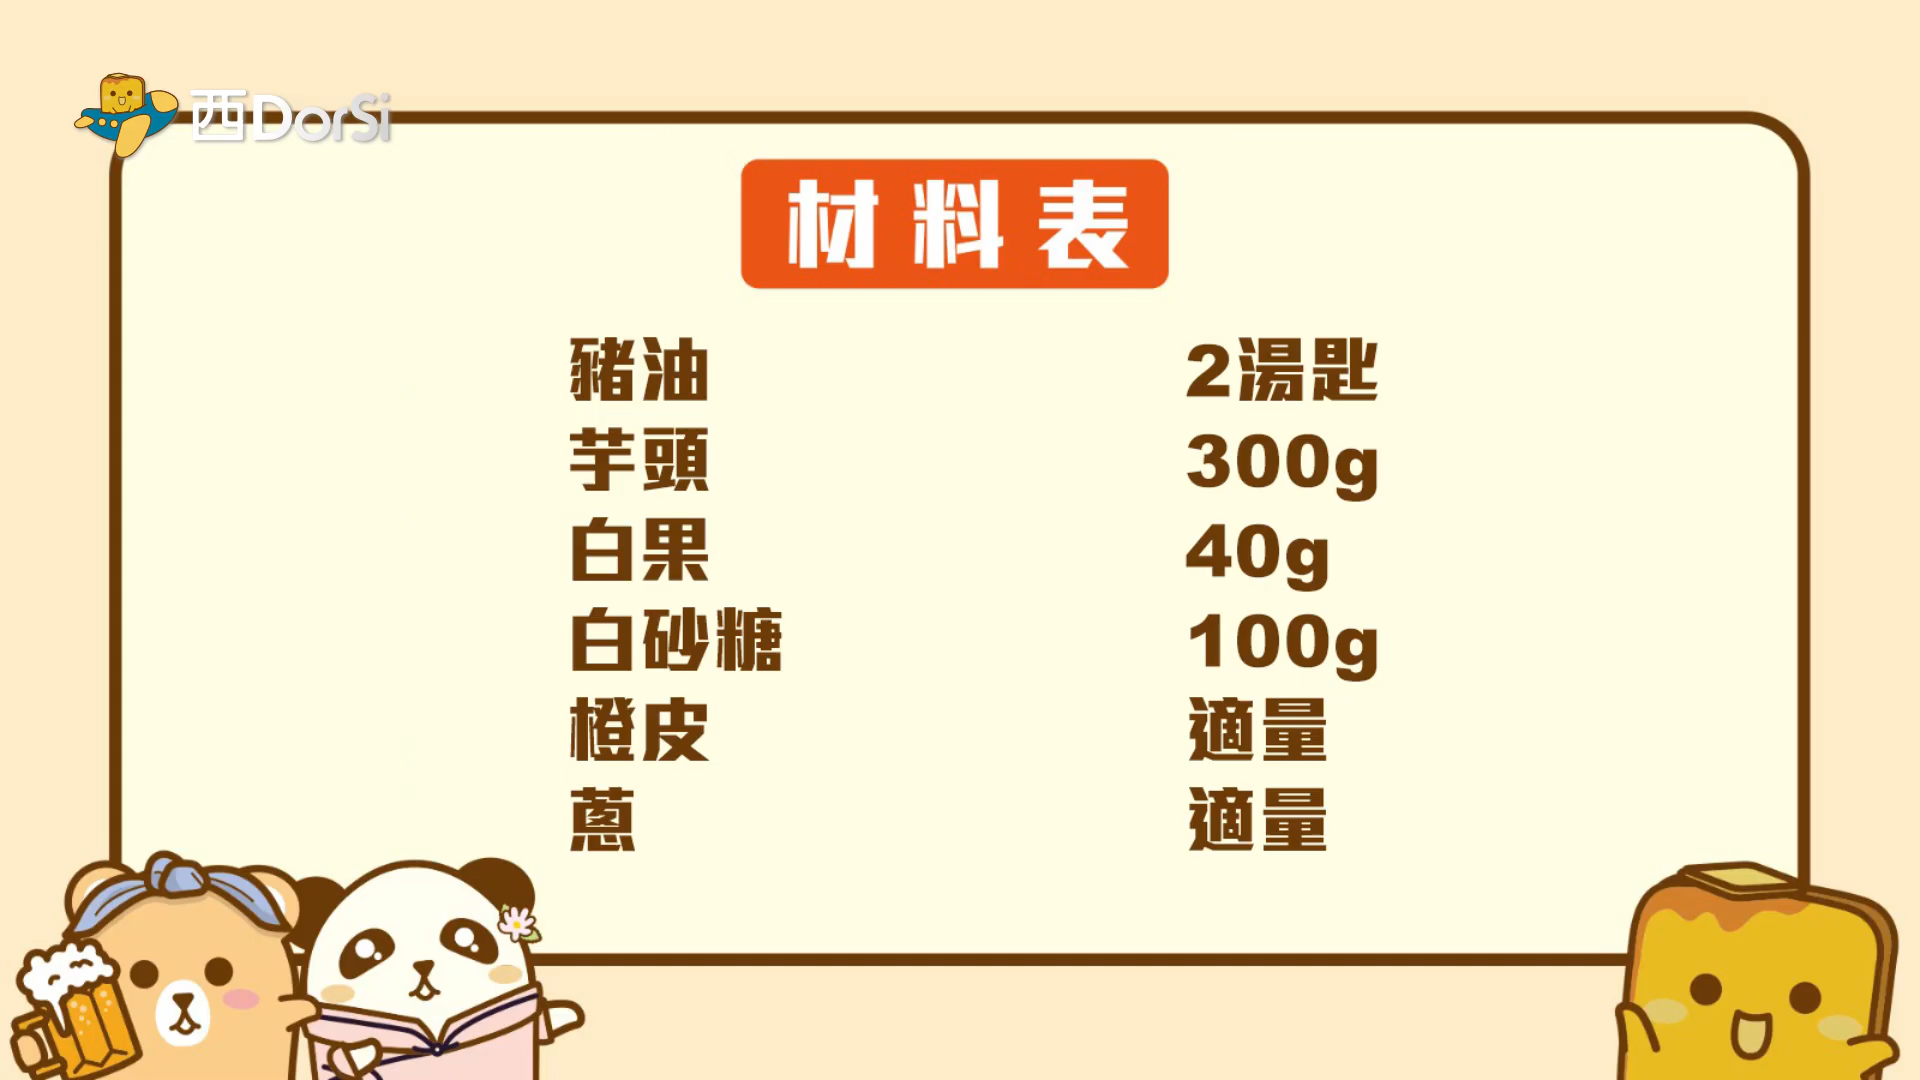 西DorSi
材料表
豬油 2湯匙
芋頭 300g
白果 40g
白砂糖 100g
橙皮 適量
蔥 適量